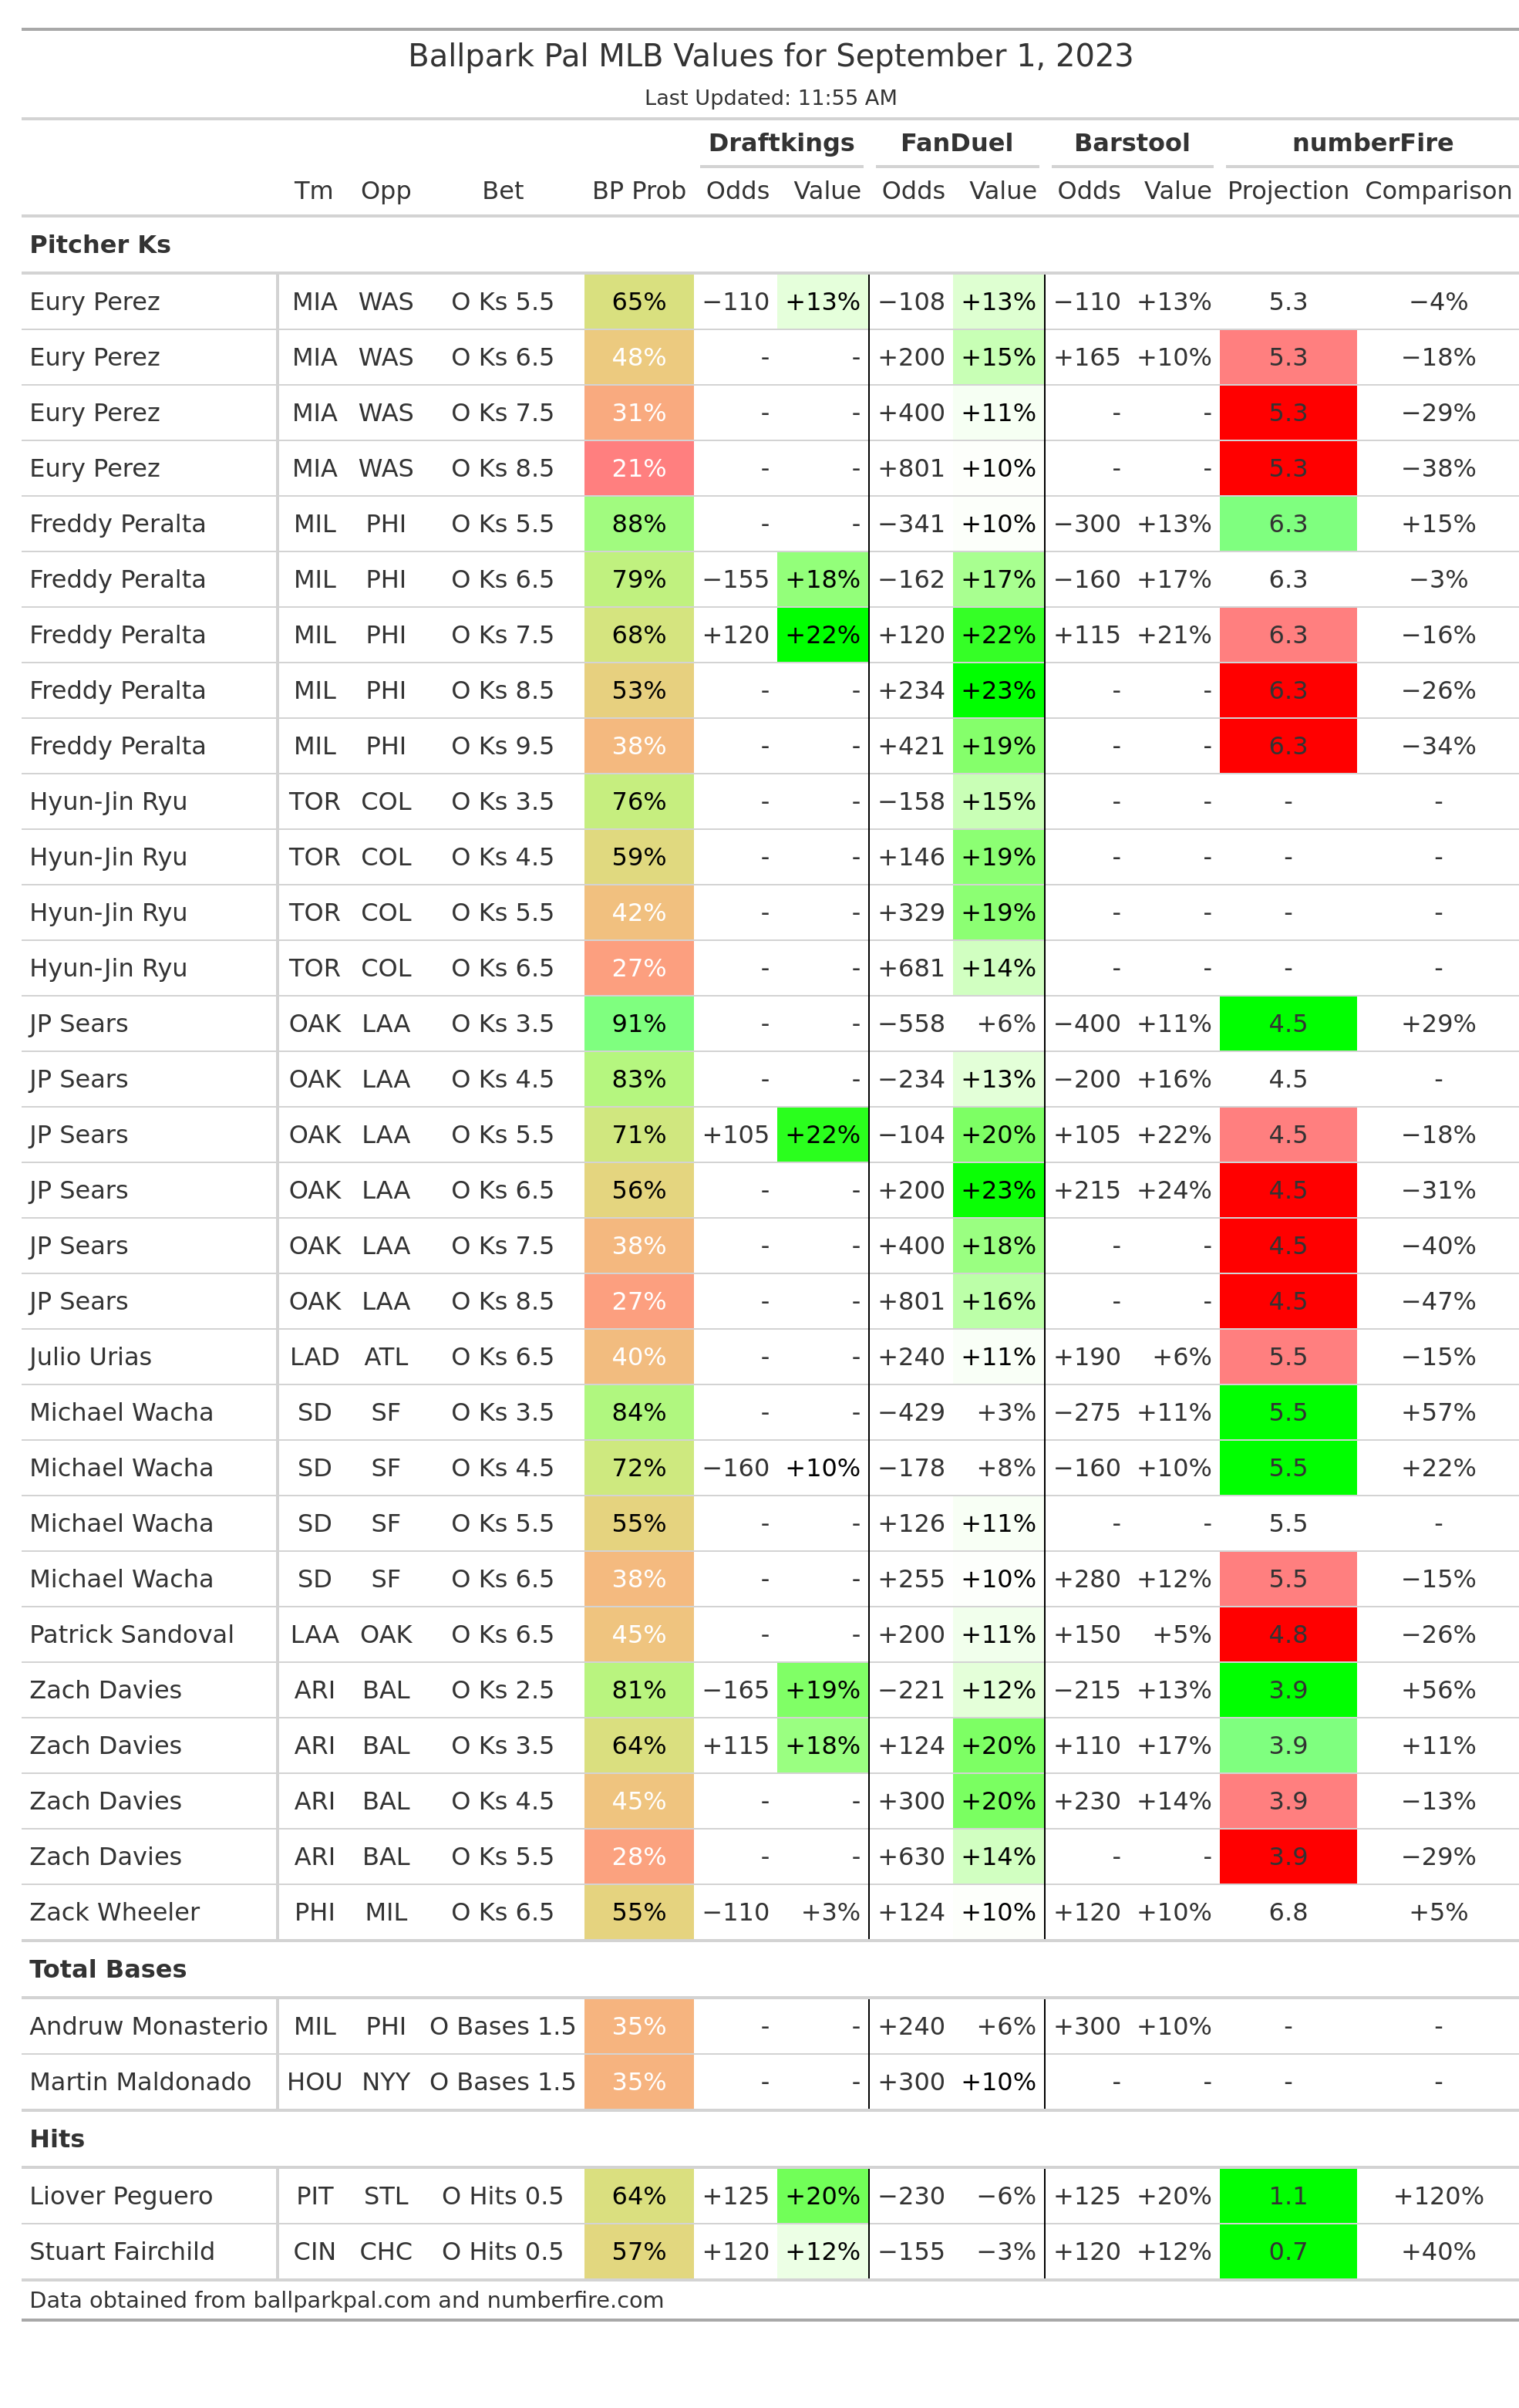 Ballpark Pal MLB Values for September 1, 2023
Last Updated: 11:55 AM
Draftkings FanDuel Barstool numberFire
Tm Opp Bet BP Prob Odds Value Odds Value Odds Value Projection Comparison
Pitcher Ks
Eury Perez MIA WAS O Ks 5.5 65% −110 +13% −108 +13% −110 +13% 5.3 −4%
Eury Perez MIA WAS O Ks 6.5 48% - - +200 +15% +165 +10% 5.3 −18%
Eury Perez MIA WAS O Ks 7.5 31% - - +400 +11% - - 5.3 −29%
Eury Perez MIA WAS O Ks 8.5 21% - - +801 +10% - - 5.3 −38%
Freddy Peralta MIL PHI O Ks 5.5 88% - - −341 +10% −300 +13% 6.3 +15%
Freddy Peralta MIL PHI O Ks 6.5 79% −155 +18% −162 +17% −160 +17% 6.3 −3%
Freddy Peralta MIL PHI O Ks 7.5 68% +120 +22% +120 +22% +115 +21% 6.3 −16%
Freddy Peralta MIL PHI O Ks 8.5 53% - - +234 +23% - - 6.3 −26%
Freddy Peralta MIL PHI O Ks 9.5 38% - - +421 +19% - - 6.3 −34%
Hyun-Jin Ryu TOR COL O Ks 3.5 76% - - −158 +15% - - - -
Hyun-Jin Ryu TOR COL O Ks 4.5 59% - - +146 +19% - - - -
Hyun-Jin Ryu TOR COL O Ks 5.5 42% - - +329 +19% - - - -
Hyun-Jin Ryu TOR COL O Ks 6.5 27% - - +681 +14% - - - -
JP Sears OAK LAA O Ks 3.5 91% - - −558 +6% −400 +11% 4.5 +29%
JP Sears OAK LAA O Ks 4.5 83% - - −234 +13% −200 +16% 4.5 -
JP Sears OAK LAA O Ks 5.5 71% +105 +22% −104 +20% +105 +22% 4.5 −18%
JP Sears OAK LAA O Ks 6.5 56% - - +200 +23% +215 +24% 4.5 −31%
JP Sears OAK LAA O Ks 7.5 38% - - +400 +18% - - 4.5 −40%
JP Sears OAK LAA O Ks 8.5 27% - - +801 +16% - - 4.5 −47%
Julio Urias LAD ATL O Ks 6.5 40% - - +240 +11% +190 +6% 5.5 −15%
Michael Wacha SD SF O Ks 3.5 84% - - −429 +3% −275 +11% 5.5 +57%
Michael Wacha SD SF O Ks 4.5 72% −160 +10% −178 +8% −160 +10% 5.5 +22%
Michael Wacha SD SF O Ks 5.5 55% - - +126 +11% - - 5.5 -
Michael Wacha SD SF O Ks 6.5 38% - - +255 +10% +280 +12% 5.5 −15%
Patrick Sandoval LAA OAK O Ks 6.5 45% - - +200 +11% +150 +5% 4.8 −26%
Zach Davies ARI BAL O Ks 2.5 81% −165 +19% −221 +12% −215 +13% 3.9 +56%
Zach Davies ARI BAL O Ks 3.5 64% +115 +18% +124 +20% +110 +17% 3.9 +11%
Zach Davies ARI BAL O Ks 4.5 45% - - +300 +20% +230 +14% 3.9 −13%
Zach Davies ARI BAL O Ks 5.5 28% - - +630 +14% - - 3.9 −29%
Zack Wheeler PHI MIL O Ks 6.5 55% −110 +3% +124 +10% +120 +10% 6.8 +5%
Total Bases
Andruw Monasterio MIL PHI O Bases 1.5 35% - - +240 +6% +300 +10% - -
Martin Maldonado HOU NYY O Bases 1.5 35% - - +300 +10% - - - -
Hits
Liover Peguero PIT STL O Hits 0.5 64% +125 +20% −230 −6% +125 +20% 1.1 +120%
Stuart Fairchild CIN CHC O Hits 0.5 57% +120 +12% −155 −3% +120 +12% 0.7 +40%
Data obtained from ballparkpal.com and numberfire.com